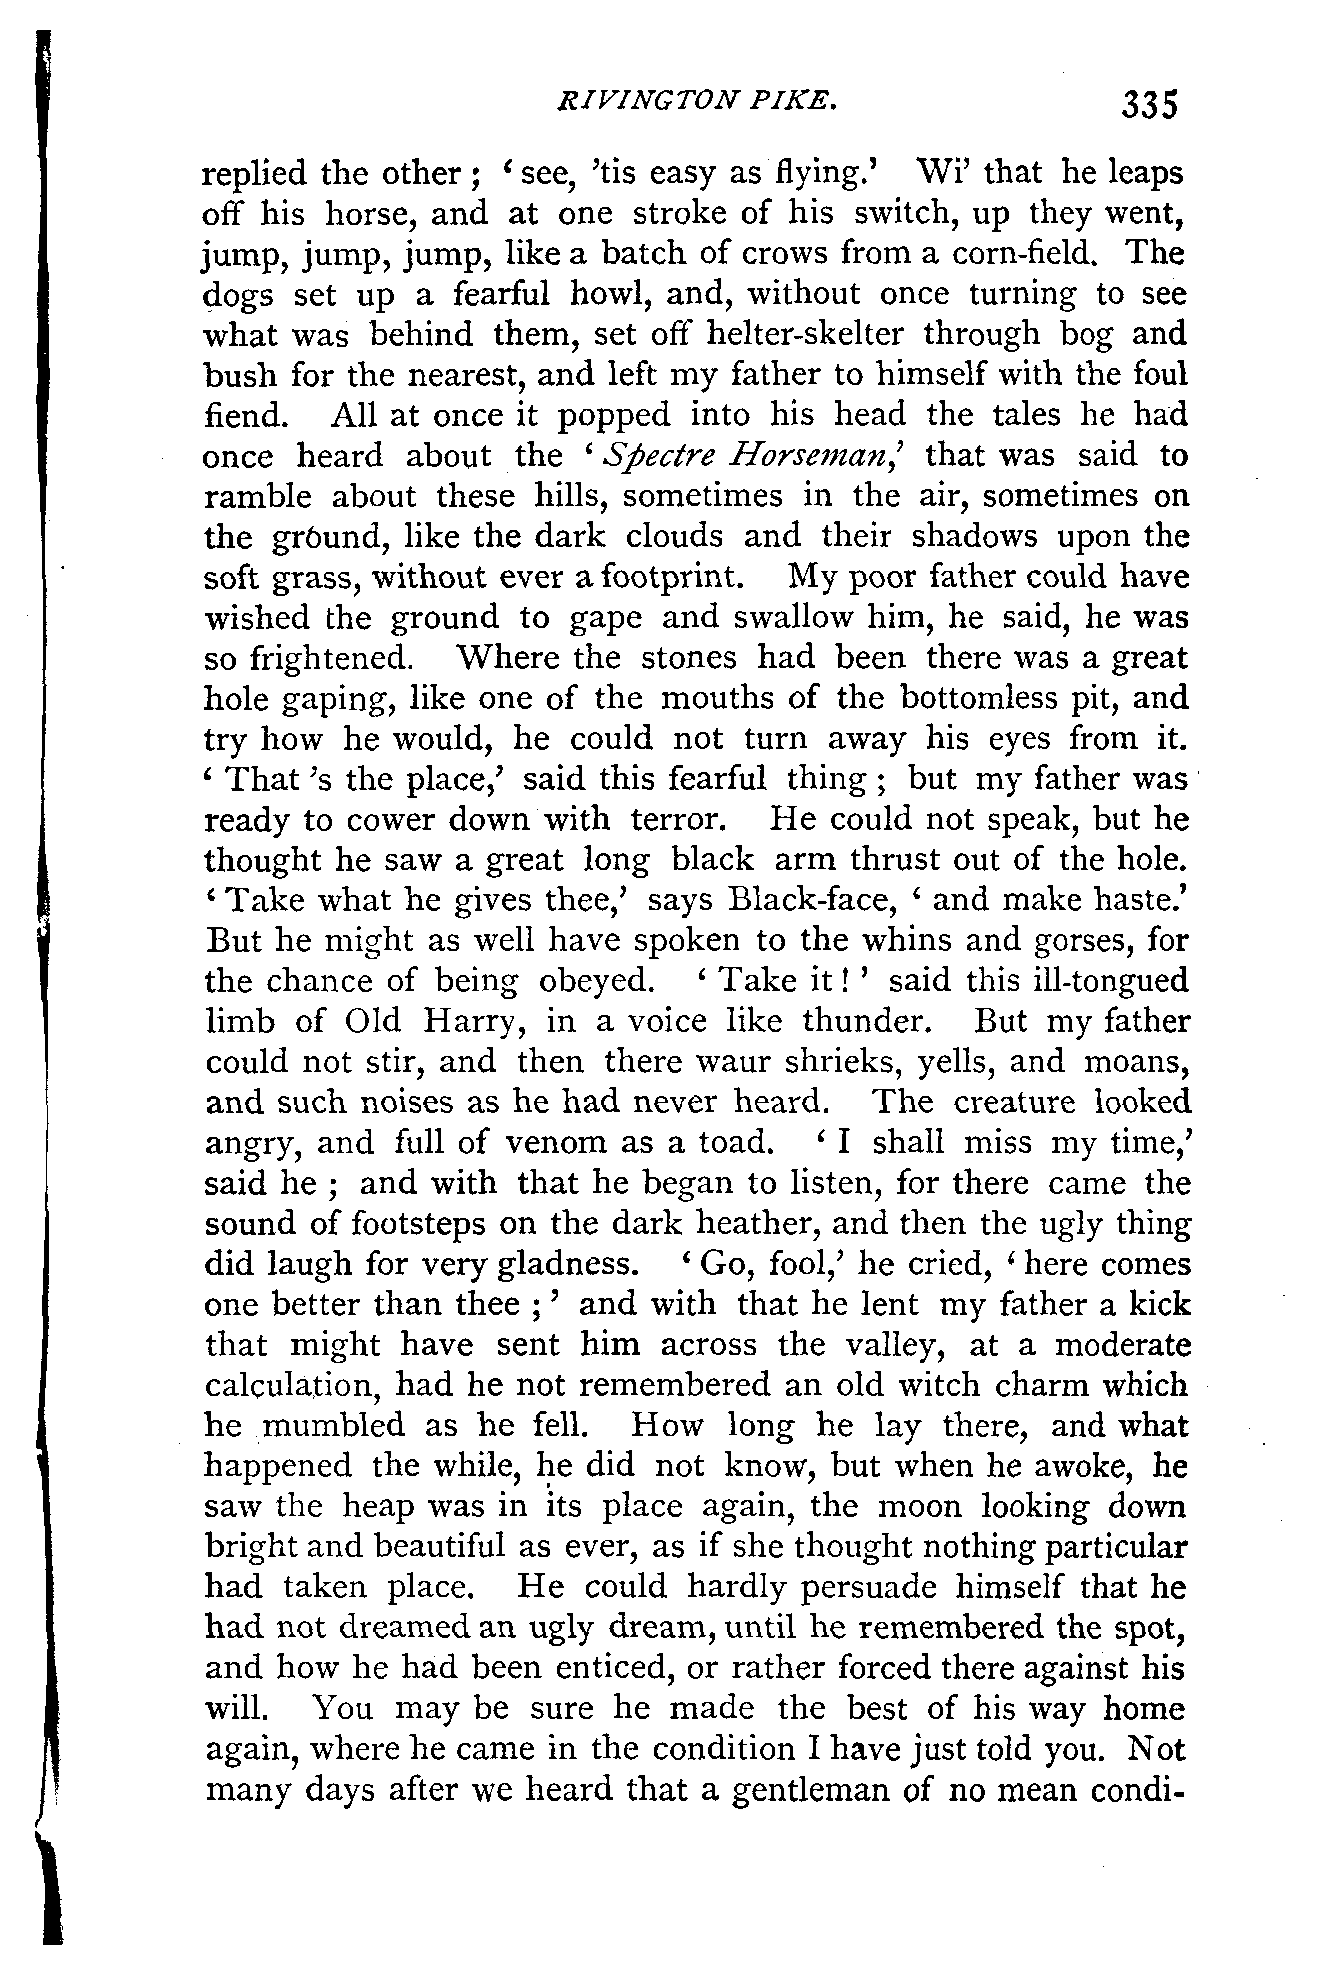 RIVINGTON PIKE. 335
replied the other ; ‘ see, ’tis easy as flying.’ Wi’ that he leaps
off his horse, and at one stroke of his switch, up they went,
jump, jump, jump, like a batch of crows from a corn-field. The
dogs set up a fearful howl, and, without once turning to see
what was behind them, set off helter-skelter through bog and
bush for the nearest, and left my father to himself with the foul
fiend. All at once it popped into his head the tales he had
once heard about the ‘ Spectre Horseman,’ that was said to
ramble about these hills, sometimes in the air, sometimes on
the ground, like the dark clouds and their shadows upon the
soft grass, without ever a footprint. My poor father could have
wished the ground to gape and swallow him, he said, he was
so frightened. Where the stones had been there was a great
hole gaping, like one of the mouths of the bottomless pit, and
try how he would, he could not turn away his eyes from it.
‘ That ’s the place,’ said this fearful thing ; but my father was
ready to cower down with terror. He could not speak, but he
thought he saw a great long black arm thrust out of the hole.
‘ Take what he gives thee,’ says Black-face, ‘ and make haste.’
But he might as well have spoken to the whins and gorses, for
the chance of being obeyed. ‘ Take it ! ’ said this ill-tongued
limb of Old Harry, in a voice like thunder. But my father
could not stir, and then there waur shrieks, yells, and moans,
and such noises as he had never heard. The creature looked
angry, and full of venom as a toad. ‘ I shall miss my time,’
said he ; and with that he began to listen, for there came the
sound of footsteps on the dark heather, and then the ugly thing
did laugh for very gladness. ‘ Go, fool,’ he cried, ‘ here comes
one better than thee ; ’ and with that he lent my father a kick
that might have sent him across the valley, at a moderate
calculation, had he not remembered an old witch charm which
he mumbled as he fell. How long he lay there, and what
happened the while, he did not know, but when he awoke, he
saw the heap was in its place again, the moon looking down
bright and beautiful as ever, as if she thought nothing particular
had taken place. He could hardly persuade himself that he
had not dreamed an ugly dream, until he remembered the spot,
and how he had been enticed, or rather forced there against his
will. You may be sure he made the best of his way home
again, where he came in the condition I have just told you. Not
many days after we heard that a gentleman of no mean condi-